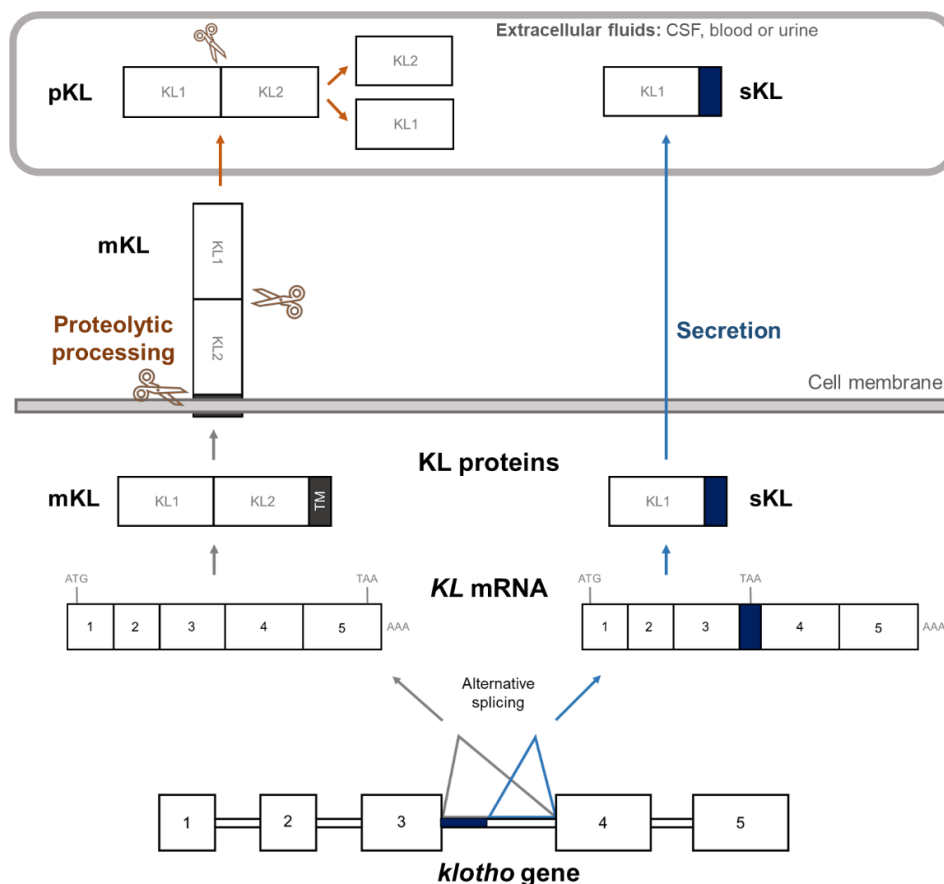 Extracellular fluids: CSF, blood or urine
pKL
KL1
KL2
KL2
KL1
KL1
sKL
mKL
KL1
KL2
Proteolytic
processing
Secretion
Cell membrane
KL proteins
mKL
KL1
KL2
TM
KL1
sKL
KL mRNA
ATG
TAA
1
2
3
4
5
AAA
ATG
TAA
1
2
3
4
5
AAA
Alternative
splicing
1
2
3
4
5
klotho gene